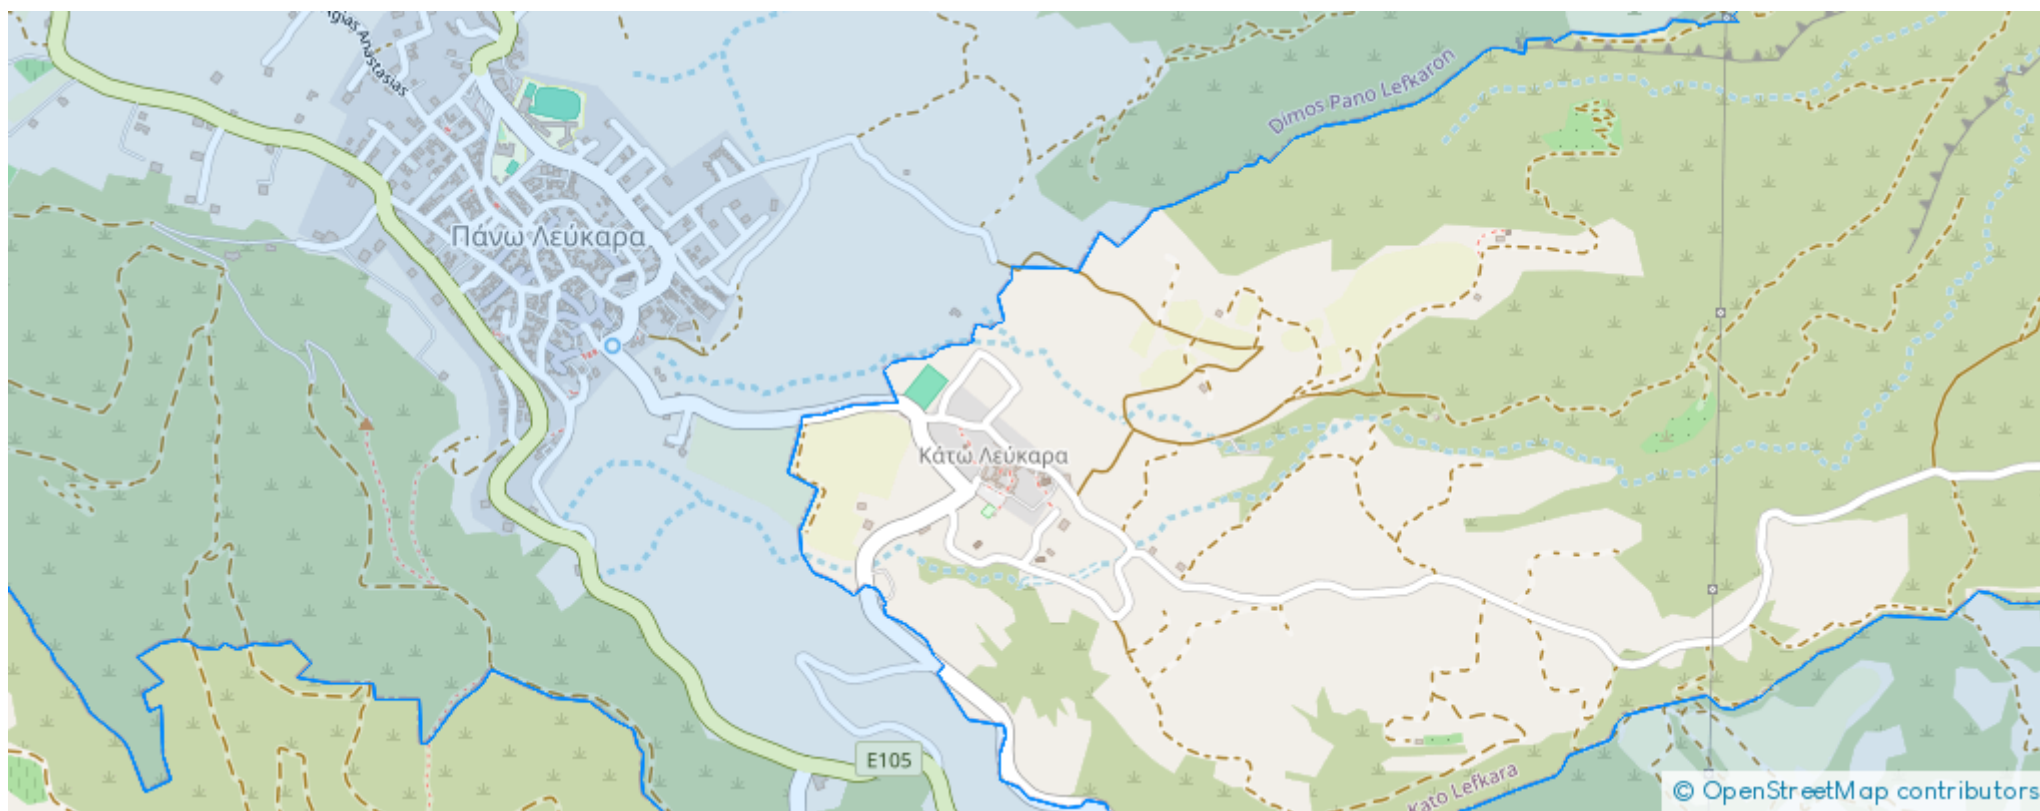 Agias Anastasias
Dimos Pano Lefkaron
Πάνω Λεύκαρα
Κάτω Λεύκαρα
E105
Kato Lefkara
© OpenStreetMap contributors